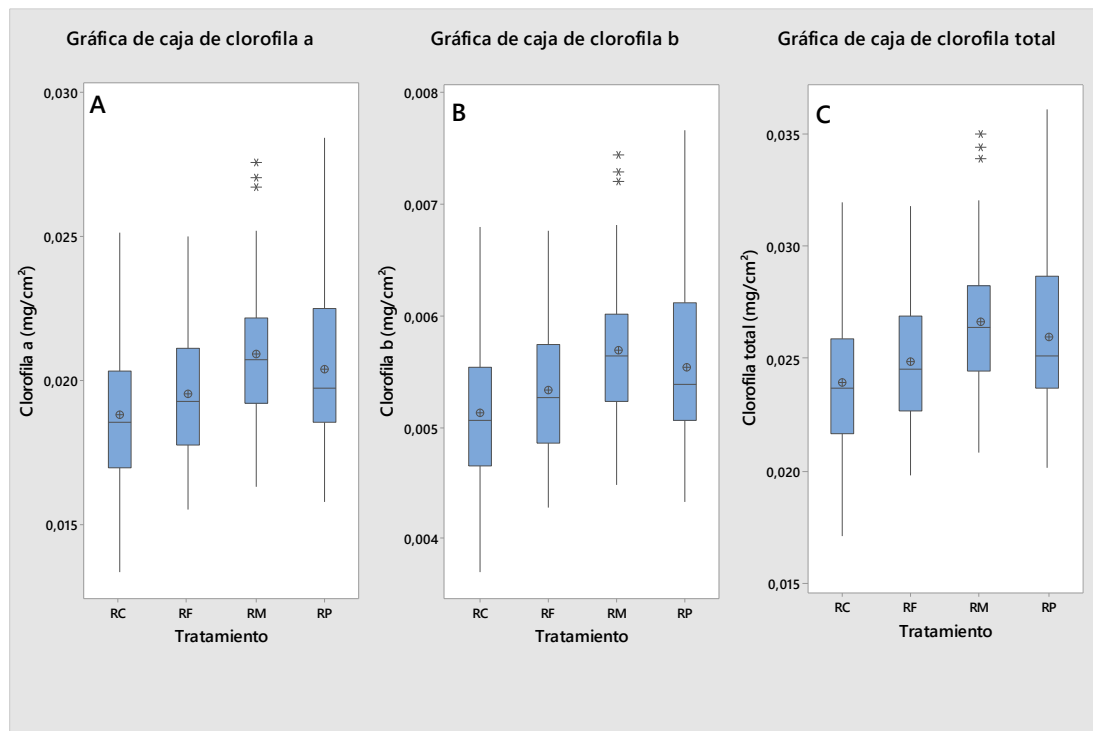 Gráfica de caja de clorofila a
A
Clorofila a (mg/cm²)
0,030
0,025
0,020
0,015
RC RF RM RP
Tratamiento
Gráfica de caja de clorofila b
B
Clorofila b (mg/cm²)
0,008
0,007
0,006
0,005
0,004
RC RF RM RP
Tratamiento
Gráfica de caja de clorofila total
C
Clorofila total (mg/cm²)
0,035
0,030
0,025
0,020
0,015
RC RF RM RP
Tratamiento